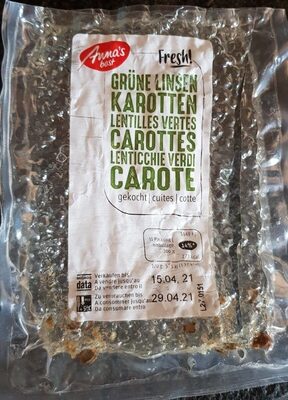 Anna's
best
Fresh!
GRÜNE LINSEN
KAROTTEN
LENTILLES VERTES
CAROTTES
LENTICCHIE VERDI
CAROTE
gekocht | cuites | cotte
14%*
data
Verkaufen bis:
A vendre jusqu'au
Da vendere entro il
15.04.21
Zu verbrauchen bis
A consommer jusqu'au
Da consumare entro
29.04.21